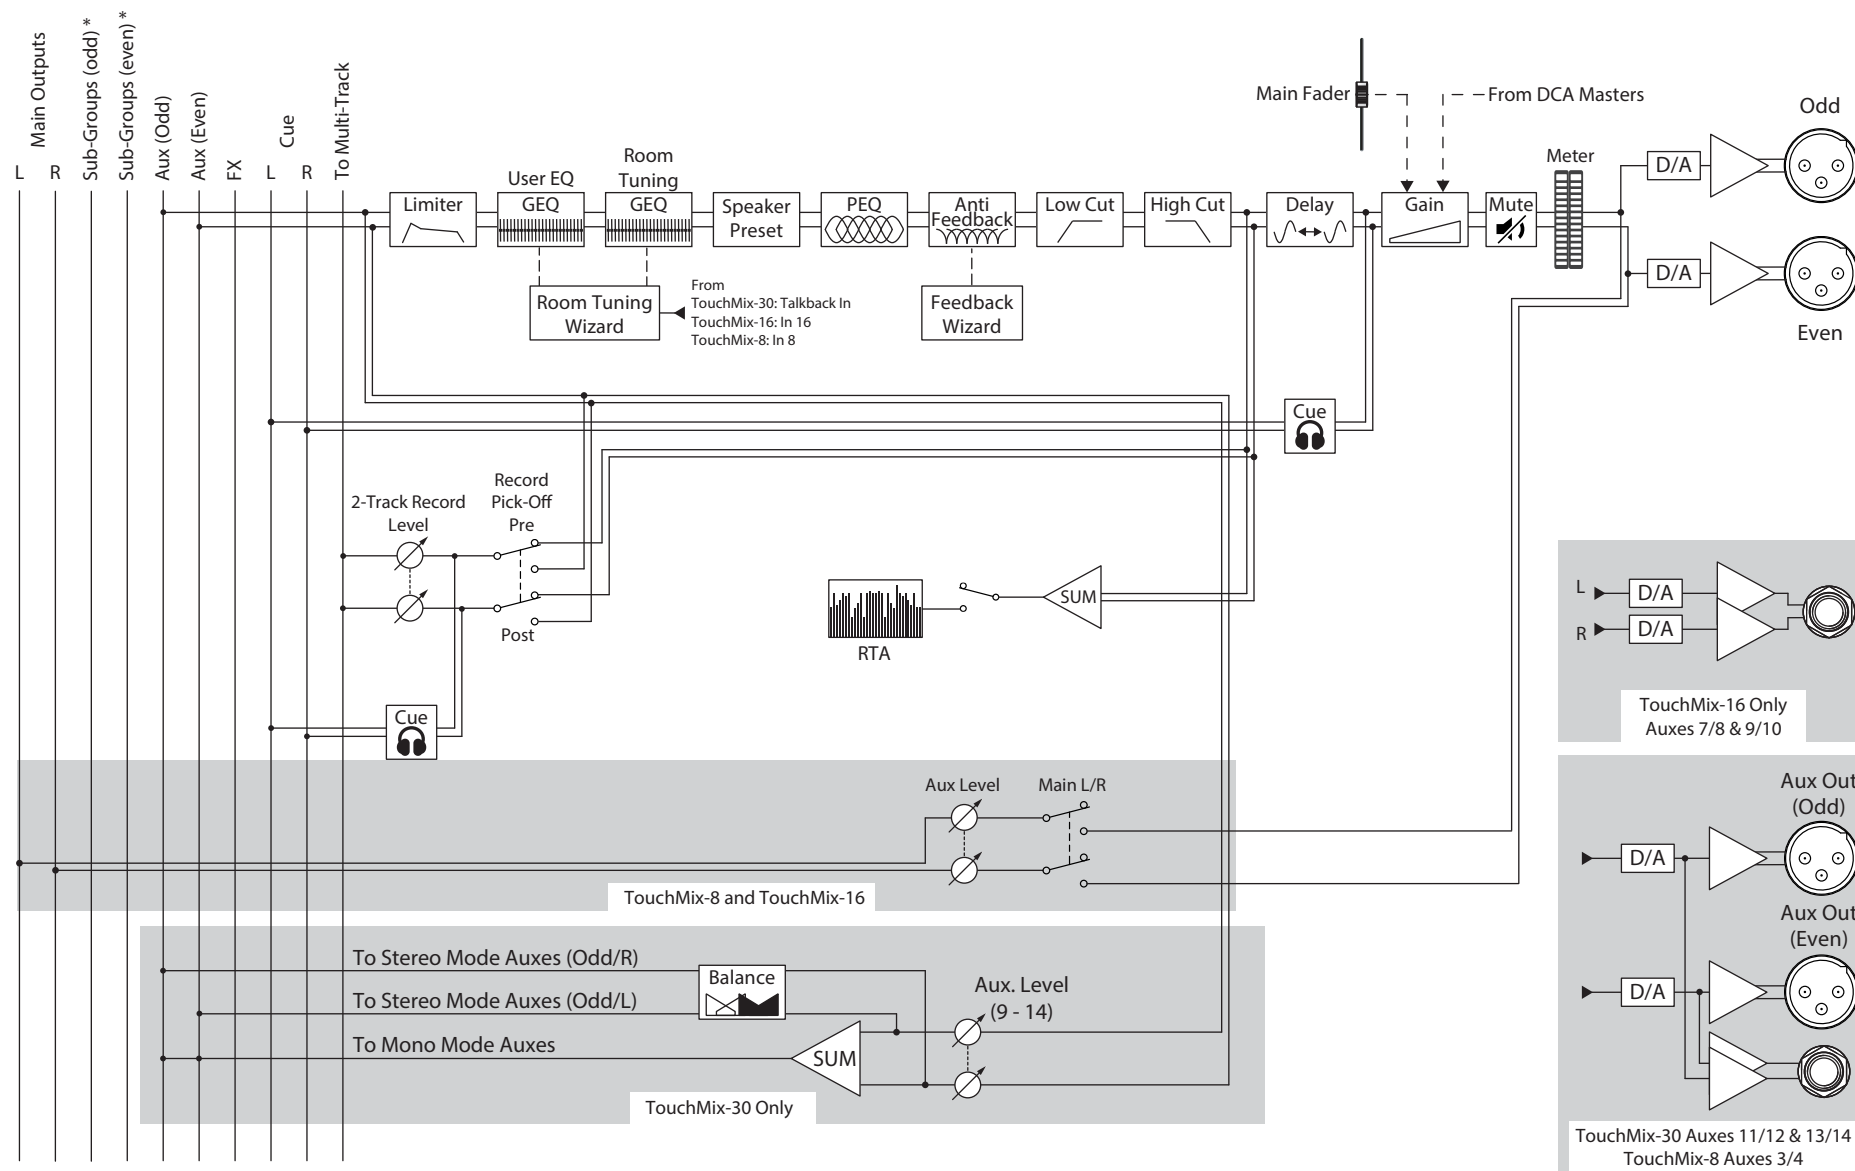 Main Outputs
L
R
Sub-Groups (odd) *
Sub-Groups (even) *
Aux (Odd)
Aux (Even)
FX
Cue
L
R
To Multi-Track
Main Fader
From DCA Masters
Odd
Even
Limiter
User EQ
GEQ
Room
Tuning
GEQ
Speaker
Preset
PEQ
Anti
Feedback
Low Cut
High Cut
Delay
Gain
Mute
Meter
D/A
D/A
Room Tuning
Wizard
From
TouchMix-30: Talkback In
TouchMix-16: In 16
TouchMix-8: In 8
Feedback
Wizard
Cue
2-Track Record
Level
Record
Pick-Off
Pre
Post
RTA
SUM
Cue
L
D/A
R
D/A
TouchMix-16 Only
Auxes 7/8 & 9/10
Aux Level
Main L/R
TouchMix-8 and TouchMix-16
To Stereo Mode Auxes (Odd/R)
To Stereo Mode Auxes (Odd/L)
To Mono Mode Auxes
Balance
SUM
Aux. Level
(9 - 14)
TouchMix-30 Only
Aux Out
(Odd)
D/A
Aux Out
(Even)
D/A
TouchMix-30 Auxes 11/12 & 13/14
TouchMix-8 Auxes 3/4